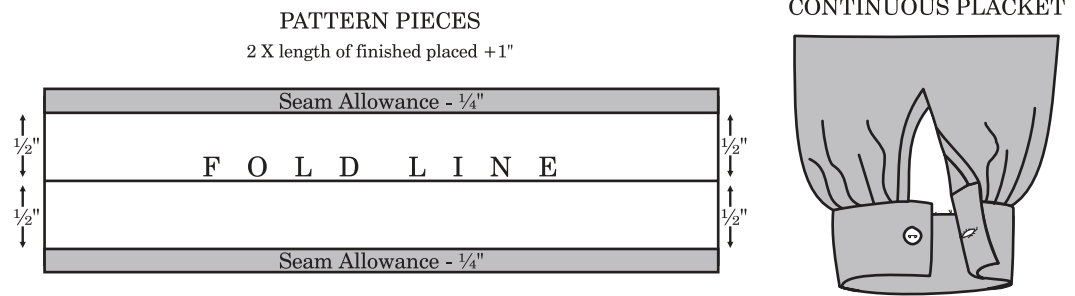 PATTERN PIECES
2 X length of finished placed +1"
Seam Allowance - ¼"
½" ½"
F O L D L I N E
½" ½"
Seam Allowance - ¼"
CONTINUOUS PLACKET